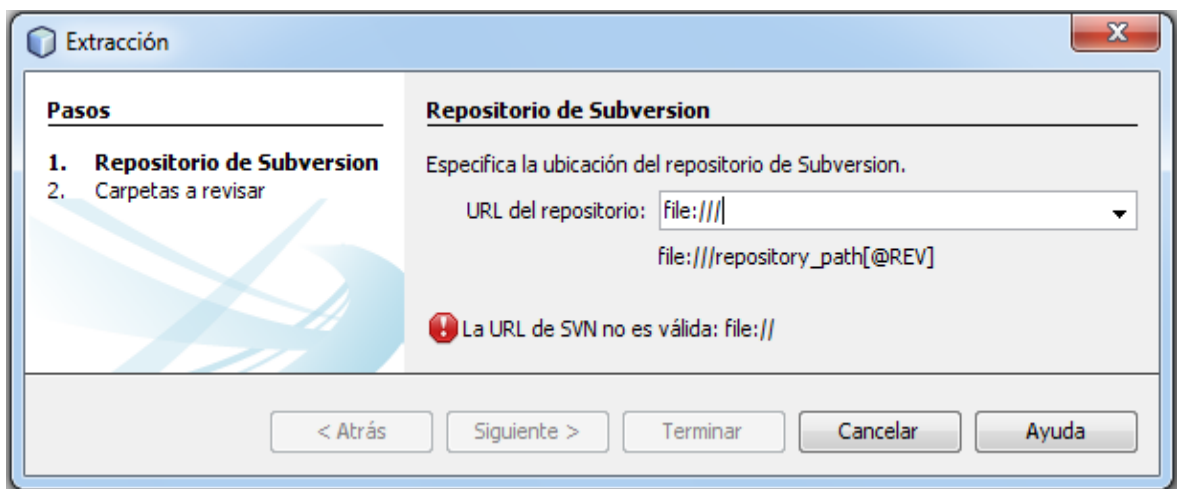 Extracción
Pasos
1. Repositorio de Subversion
2. Carpetas a revisar
Repositorio de Subversion
Especifica la ubicación del repositorio de Subversion.
URL del repositorio: file:///
file:///repository_path[@REV]
La URL de SVN no es válida: file://
< Atrás Siguiente > Terminar Cancelar Ayuda